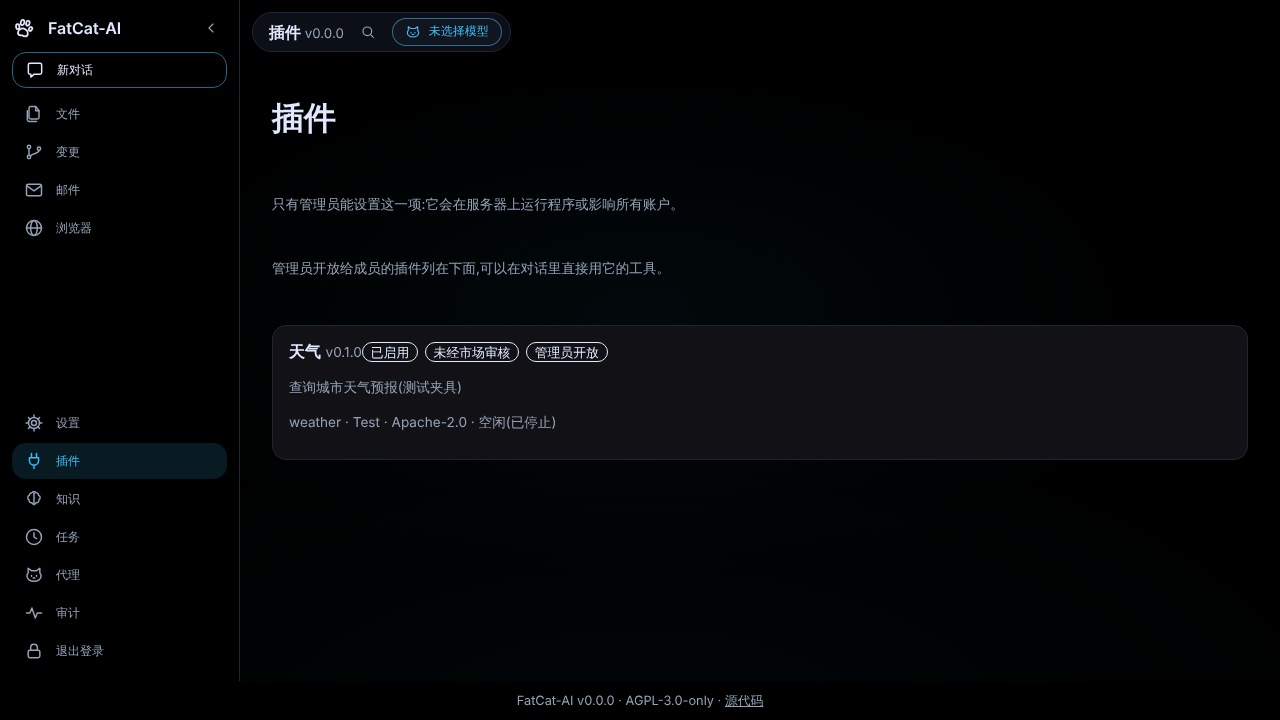 FatCat-AI
新对话
文件
变更
邮件
浏览器
设置
插件
知识
任务
代理
审计
退出登录
插件 v0.0.0
未选择模型
插件
只有管理员能设置这一项:它会在服务器上运行程序或影响所有账户。
管理员开放给成员的插件列在下面,可以在对话里直接用它的工具。
天气 v0.1.0 已启用 未经市场审核 管理员开放
查询城市天气预报(测试夹具)
weather · Test · Apache-2.0 · 空闲(已停止)
FatCat-AI v0.0.0 · AGPL-3.0-only · 源代码